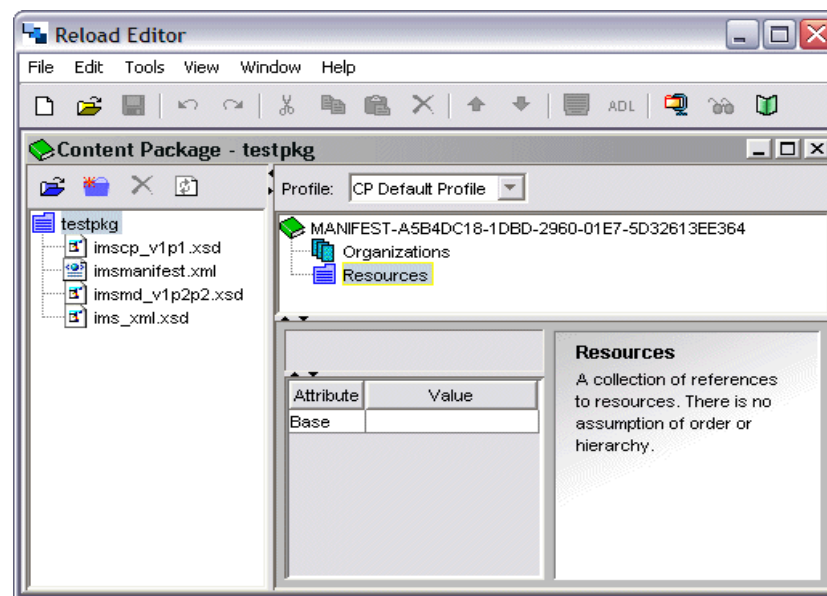 Reload Editor
File Edit Tools View Window Help
ADL
Content Package - testpkg
Profile: CP Default Profile
testpkg
imscp_v1p1.xsd
imsmanifest.xml
imsmd_v1p2p2.xsd
ims_xml.xsd
MANIFEST-A5B4DC18-1DBD-2960-01E7-5D32613EE364
Organizations
Resources
Attribute Value
Base
Resources
A collection of references
to resources. There is no
assumption of order or
hierarchy.